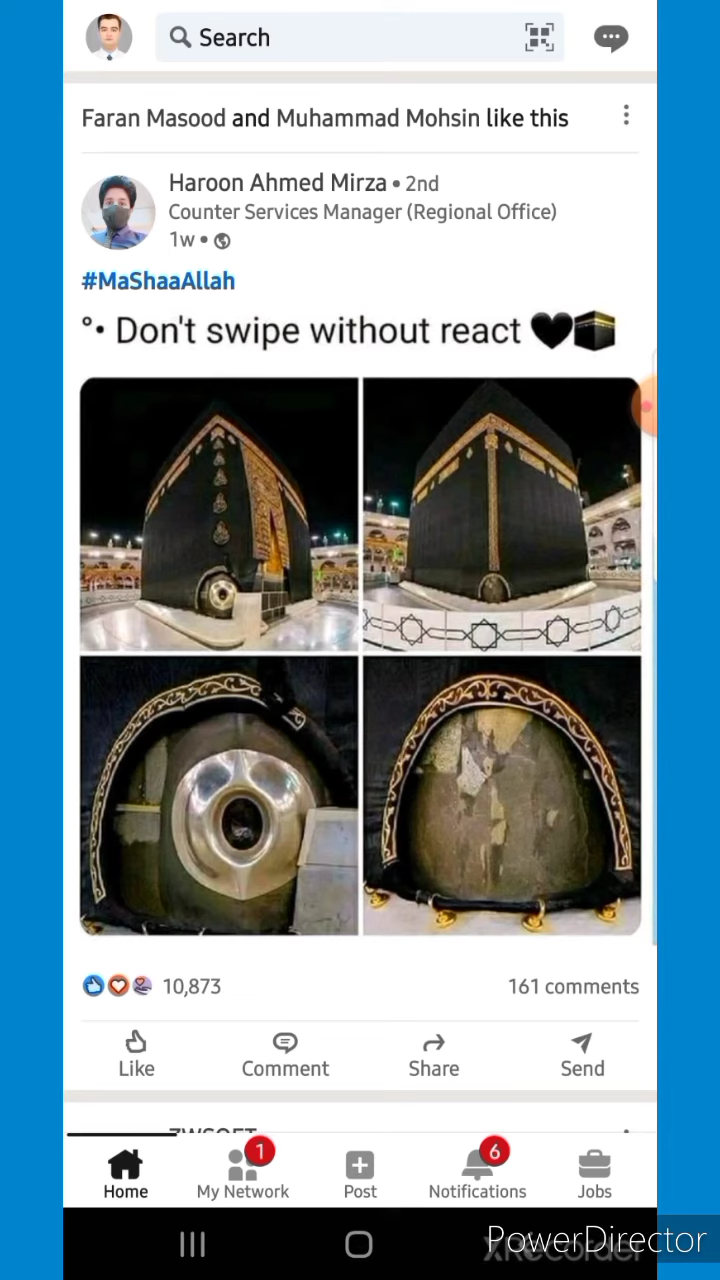 Search
Faran Masood and Muhammad Mohsin like this
Haroon Ahmed Mirza • 2nd
Counter Services Manager (Regional Office)
1w •
#MaShaaAllah
°• Don't swipe without react 🖤🕋
10,873
161 comments
Like
Comment
Share
Send
ZWSOFT
1
6
Home
My Network
Post
Notifications
Jobs
PowerDirector
XRecorder